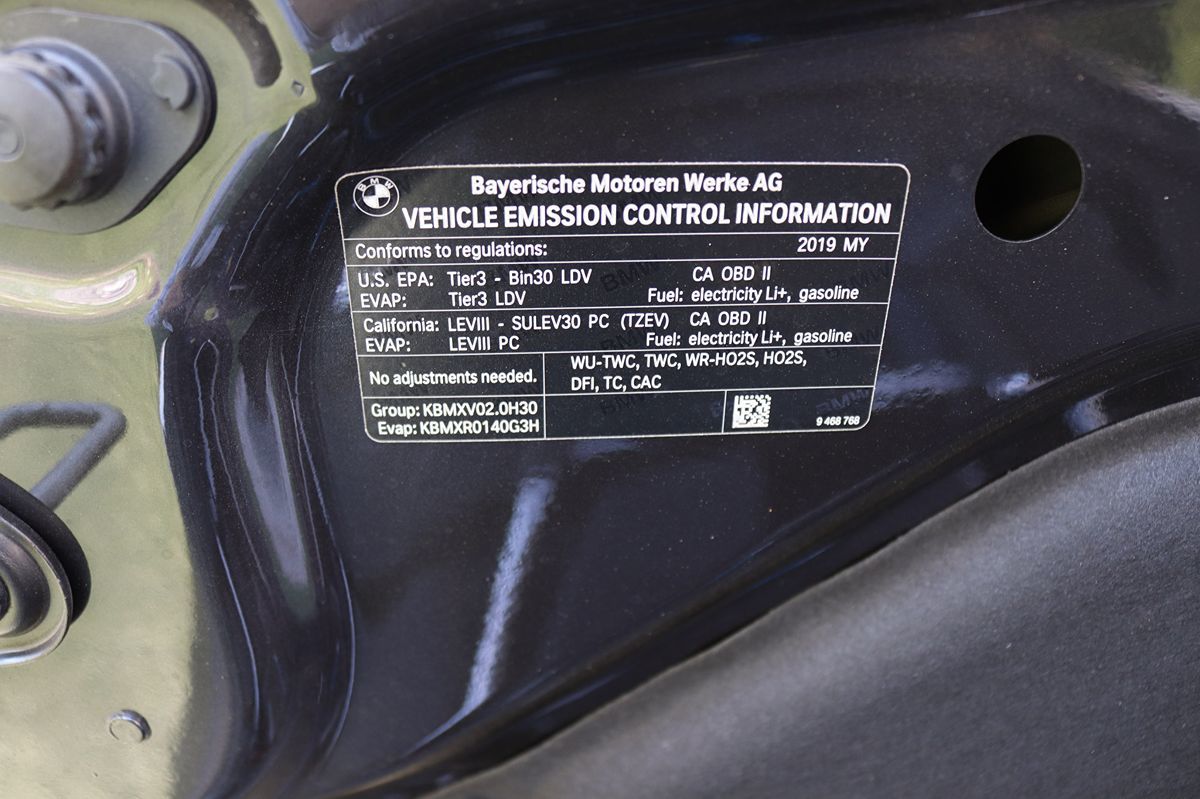 BMW
Bayerische Motoren Werke AG
VEHICLE EMISSION CONTROL INFORMATION
Conforms to regulations: 2019 MY
U.S. EPA: Tier3 - Bin30 LDV CA OBD II
EVAP: Tier3 LDV Fuel: electricity Li+, gasoline
California: LEVIII - SULEV30 PC (TZEV) CA OBD II
EVAP: LEVIII PC Fuel: electricity Li+, gasoline
No adjustments needed.
WU-TWC, TWC, WR-HO2S, HO2S,
DFI, TC, CAC
Group: KBMXV02.0H30
Evap: KBMXR0140G3H
9 468 768